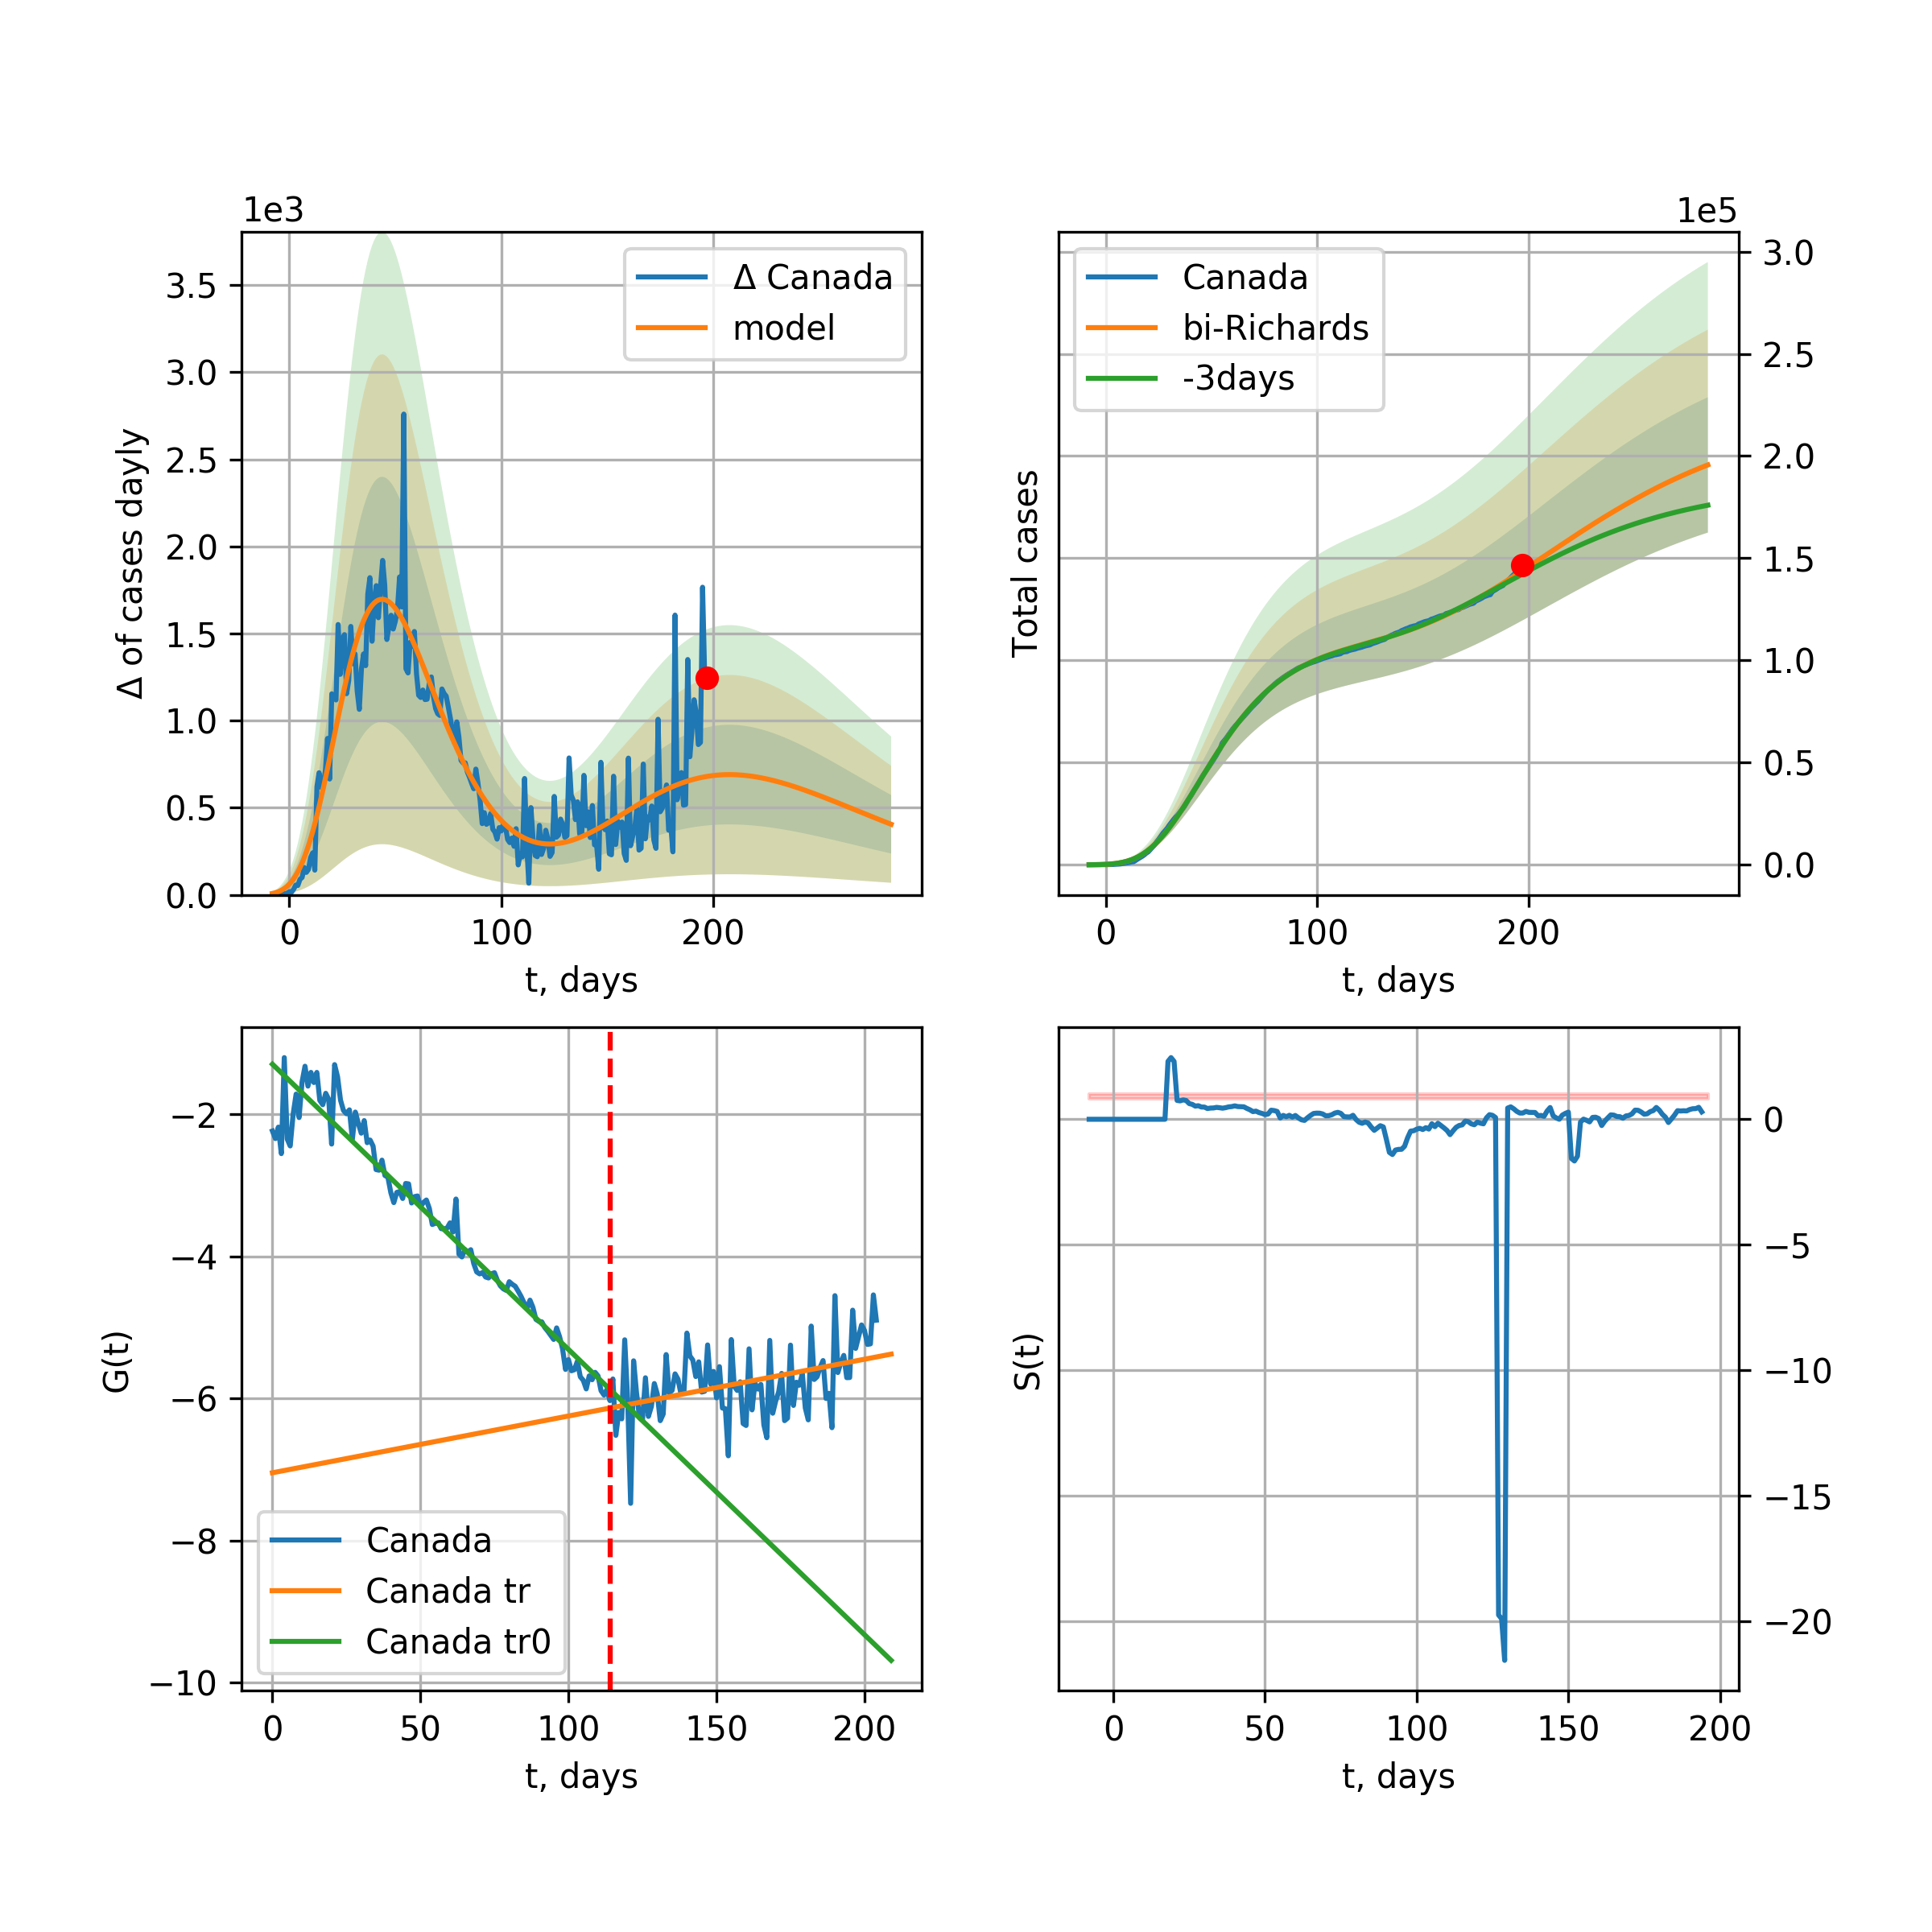 1e3
Δ of cases dayly
3.5
3.0
2.5
2.0
1.5
1.0
0.5
0.0
Δ Canada
model
0 100 200
t, days
1e5
Total cases
Canada
bi-Richards
-3days
3.0
2.5
2.0
1.5
1.0
0.5
0.0
0 100 200
t, days
G(t)
−2
−4
−6
−8
−10
Canada
Canada tr
Canada tr0
0 50 100 150 200
t, days
S(t)
0
−5
−10
−15
−20
0 50 100 150 200
t, days